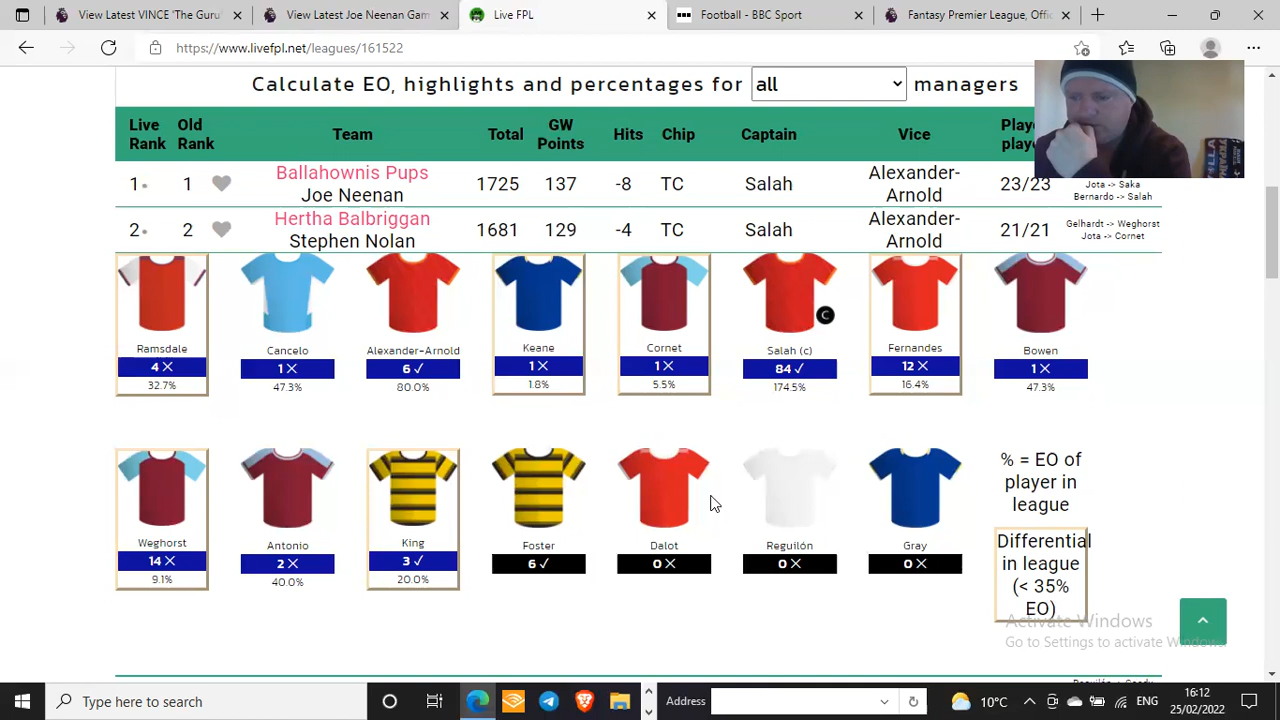 View Latest VINCE 'The Guru'
View Latest Joe Neenan Gam
Live FPL
Football - BBC Sport
Fantasy Premier League, Offi
https://www.livefpl.net/leagues/161522
Calculate EO, highlights and percentages for all managers
Live Rank Old Rank Team Total GW Points Hits Chip Captain Vice
1 1 Ballahownis Pups Joe Neenan 1725 137 -8 TC Salah Alexander-Arnold 23/23 Jota -> Saka Bernardo -> Salah
2 2 Hertha Balbriggan Stephen Nolan 1681 129 -4 TC Salah Alexander-Arnold 21/21 Gelhardt -> Weghorst Jota -> Cornet
C
Ramsdale Cancelo Alexander-Arnold Keane Cornet Salah (c) Fernandes Bowen
4 X 1 X 6 ✓ 1 X 1 X 84 ✓ 12 X 1 X
32.7% 47.3% 80.0% 1.8% 5.5% 174.5% 16.4% 47.3%
Weghorst Antonio King Foster Dalot Reguilón Gray
14 X 2 X 3 ✓ 6 ✓ 0 X 0 X 0 X
9.1% 40.0% 20.0%
% = EO of
player in
league
Differential
in league
(< 35%
EO)
Activate Windows
Go to Settings to activate Windows.
Type here to search
Address
10°C
ENG
16:12
25/02/2022